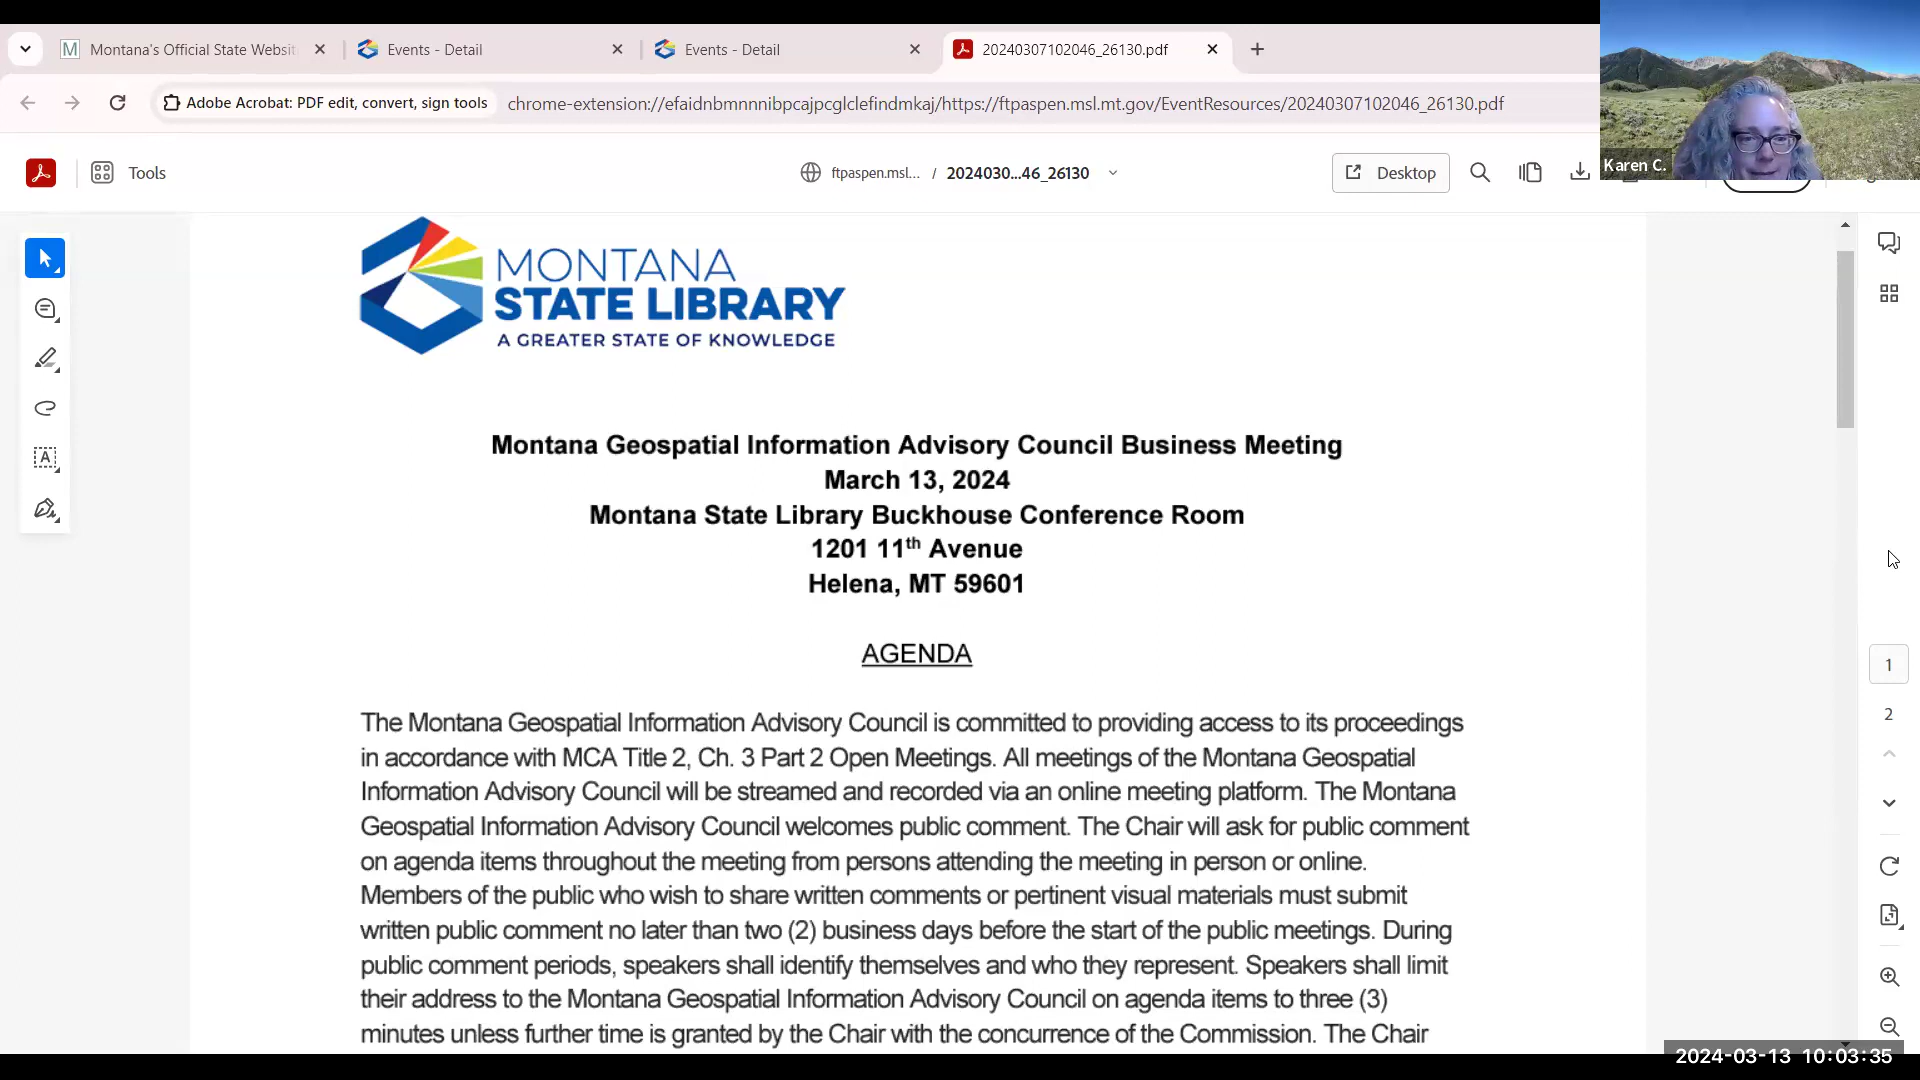 Montana's Official State Websit
Events - Detail
Events - Detail
20240307102046_26130.pdf
Adobe Acrobat: PDF edit, convert, sign tools
chrome-extension://efaidnbmnnnibpcajpcglclefindmkaj/https://ftpaspen.msl.mt.gov/EventResources/20240307102046_26130.pdf
Karen C.
Tools
ftpaspen.msl... / 2024030...46_26130
Desktop
MONTANA
STATE LIBRARY
A GREATER STATE OF KNOWLEDGE
Montana Geospatial Information Advisory Council Business Meeting
March 13, 2024
Montana State Library Buckhouse Conference Room
1201 11th Avenue
Helena, MT 59601
AGENDA
The Montana Geospatial Information Advisory Council is committed to providing access to its proceedings
in accordance with MCA Title 2, Ch. 3 Part 2 Open Meetings. All meetings of the Montana Geospatial
Information Advisory Council will be streamed and recorded via an online meeting platform. The Montana
Geospatial Information Advisory Council welcomes public comment. The Chair will ask for public comment
on agenda items throughout the meeting from persons attending the meeting in person or online.
Members of the public who wish to share written comments or pertinent visual materials must submit
written public comment no later than two (2) business days before the start of the public meetings. During
public comment periods, speakers shall identify themselves and who they represent. Speakers shall limit
their address to the Montana Geospatial Information Advisory Council on agenda items to three (3)
minutes unless further time is granted by the Chair with the concurrence of the Commission. The Chair
1
2
2024-03-13 10:03:35